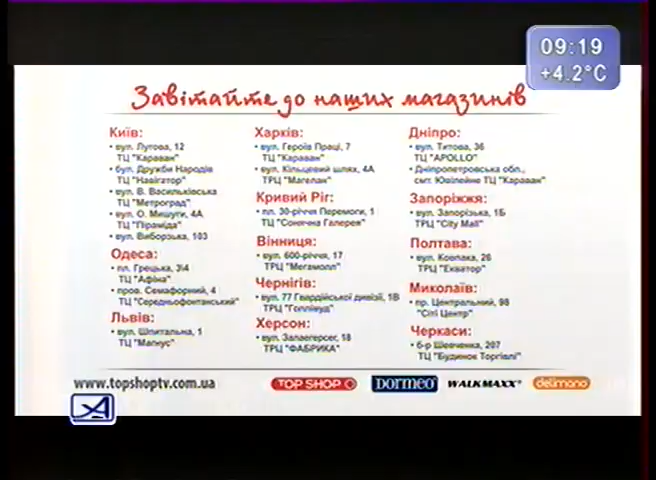 09:19
+4.2°C
Завітайте до наших магазинів
Київ:
• вул. Лугова, 12
ТЦ "Караван"
• бул. Дружби Народів
ТЦ "Навігатор"
• вул. В. Васильківська
ТЦ "Метроград"
• вул. О. Мишуги, 4А
ТЦ "Піраміда"
• вул. Виборзька, 103
Одеса:
• пл. Грецька, 3\4
ТЦ "Афіна"
• пров. Семафорний, 4
ТЦ "Середньофонтанський"
Львів:
• вул. Шпитальна, 1
ТЦ "Магнус"
Харків:
• вул. Героїв Праці, 7
ТЦ "Караван"
• вул. Кільцевий шлях, 4А
ТРЦ "Магелан"
Кривий Ріг:
• пл. 30-річчя Перемоги, 1
ТЦ "Сонячна Галерея"
Вінниця:
• вул. 600-річчя, 17
ТРЦ "Мегамолл"
Чернігів:
• вул. 77 Гвардійської дивізії, 1В
ТРЦ "Голлівуд"
Херсон:
• вул. Залаегерсег, 18
ТРЦ "ФАБРИКА"
Дніпро:
• вул. Титова, 36
ТЦ "APOLLO"
• Дніпропетровська обл.,
смт. Ювілейне ТЦ "Караван"
Запоріжжя:
• вул. Запорізька, 1Б
ТРЦ "City Mall"
Полтава:
• вул. Ковпака, 26
ТРЦ "Екватор"
Миколаїв:
• пр. Центральний, 98
"Сіті Центр"
Черкаси:
• б-р Шевченка, 207
ТЦ "Будинок Торгівлі"
www.topshoptv.com.ua
TOP SHOP
DORMEO
WALKMAXX®
delimano